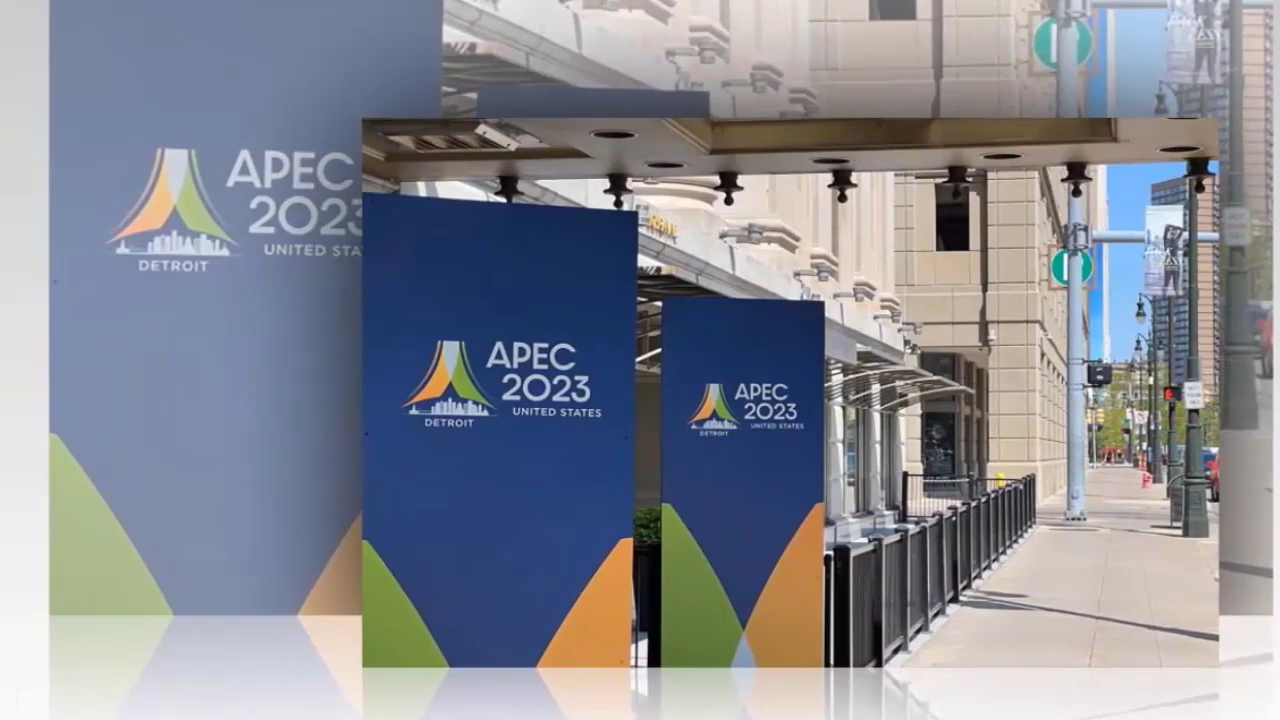 APEC
2023
UNITED STATES
DETROIT
APEC
2023
UNITED STATES
DETROIT
APEC
2023
UNITED STATES
DETROIT